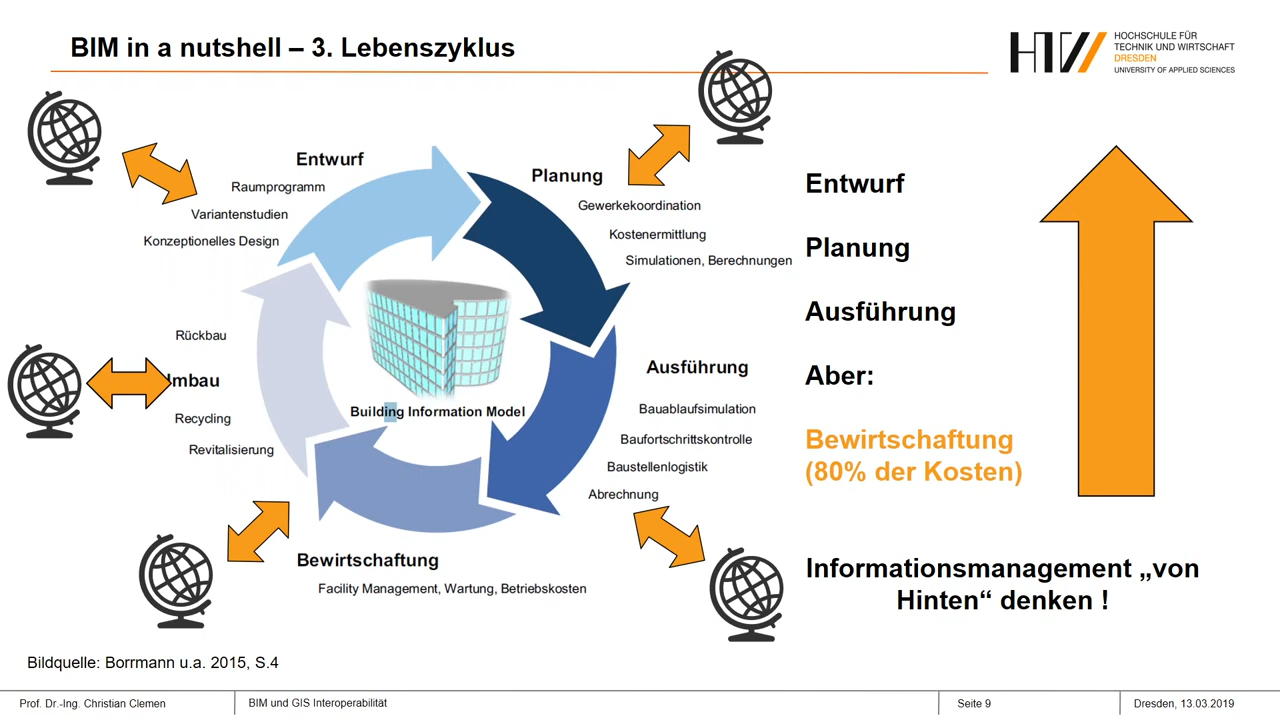 BIM in a nutshell – 3. Lebenszyklus
HOCHSCHULE FÜR
TECHNIK UND WIRTSCHAFT
DRESDEN
UNIVERSITY OF APPLIED SCIENCES
Entwurf
Raumprogramm
Variantenstudien
Konzeptionelles Design
Planung
Gewerkekoordination
Kostenermittlung
Simulationen, Berechnungen
Rückbau
mbau
Recycling
Revitalisierung
Building Information Model
Ausführung
Bauablaufsimulation
Baufortschrittskontrolle
Baustellenlogistik
Abrechnung
Bewirtschaftung
Facility Management, Wartung, Betriebskosten
Entwurf
Planung
Ausführung
Aber:
Bewirtschaftung
(80% der Kosten)
Informationsmanagement „von
Hinten“ denken !
Bildquelle: Borrmann u.a. 2015, S.4
Prof. Dr.-Ing. Christian Clemen
BIM und GIS Interoperabilität
Seite 9
Dresden, 13.03.2019